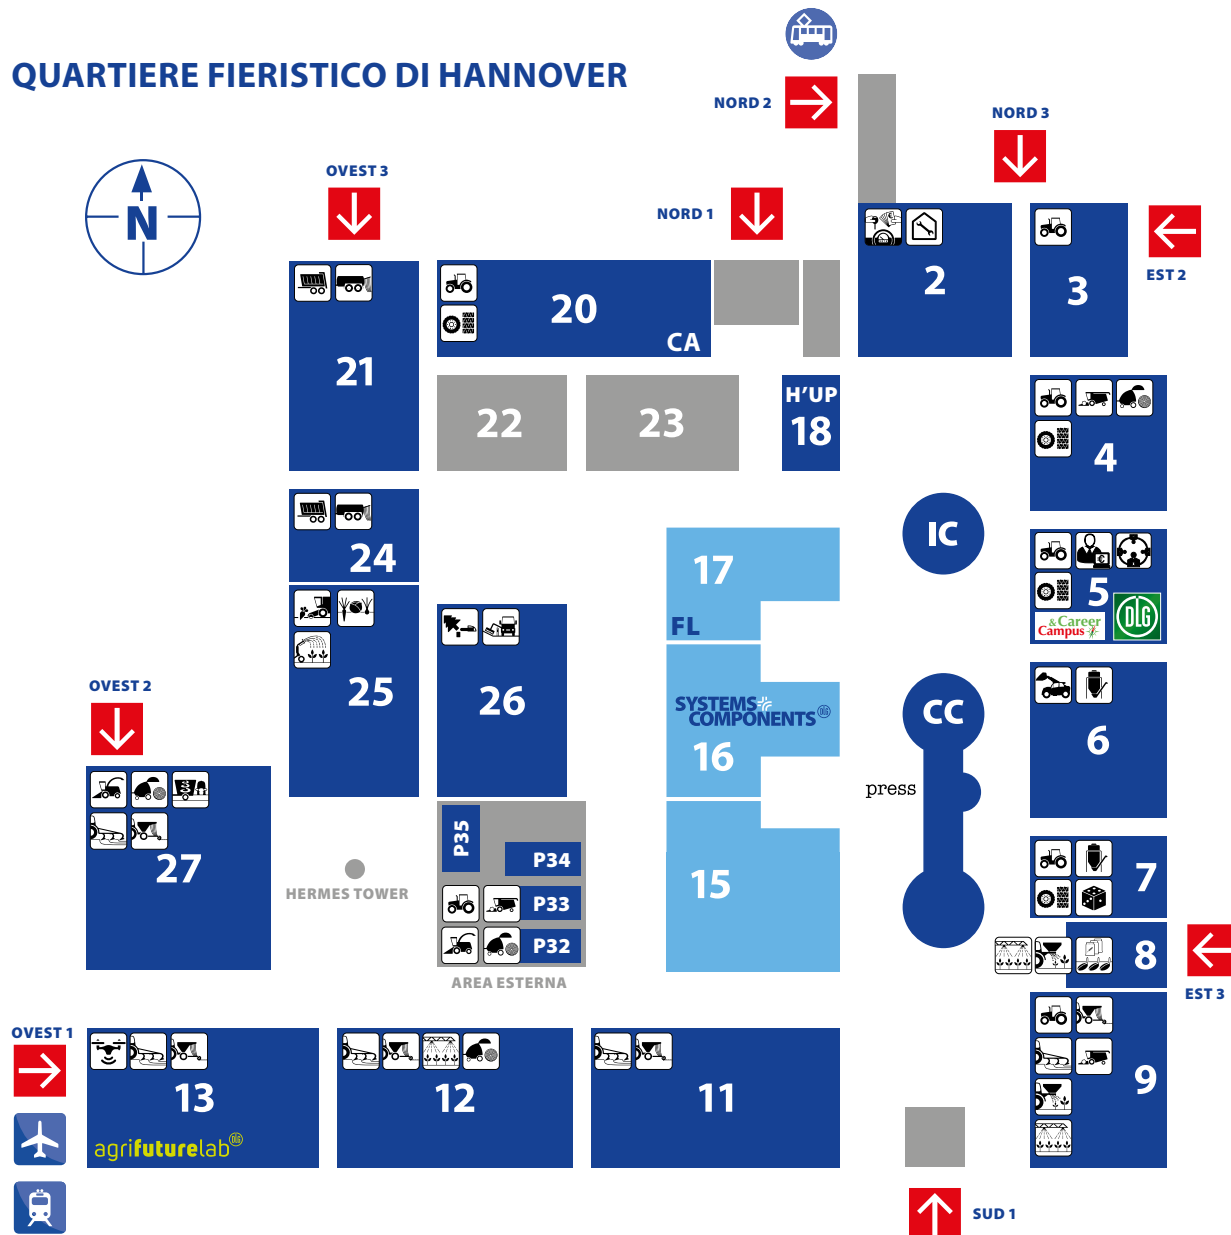 QUARTIERE FIERISTICO DI HANNOVER
NORD 2
NORD 3
OVEST 3
NORD 1
N
EST 2
2
3
20
CA
21
22
23
H'UP
18
4
IC
17
FL
24
5
& Career
Campus
DLG
25
26
OVEST 2
SYSTEMS
COMPONENTS
DLG
16
CC
press
6
27
P35
P34
P33
P32
HERMES TOWER
AREA ESTERNA
15
7
8
EST 3
OVEST 1
13
agrifuturelab
DLG
12
11
9
SUD 1